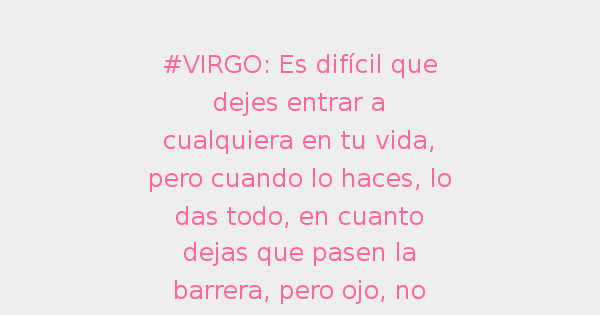 #VIRGO: Es difícil que
dejes entrar a
cualquiera en tu vida,
pero cuando lo haces, lo
das todo, en cuanto
dejas que pasen la
barrera, pero ojo, no